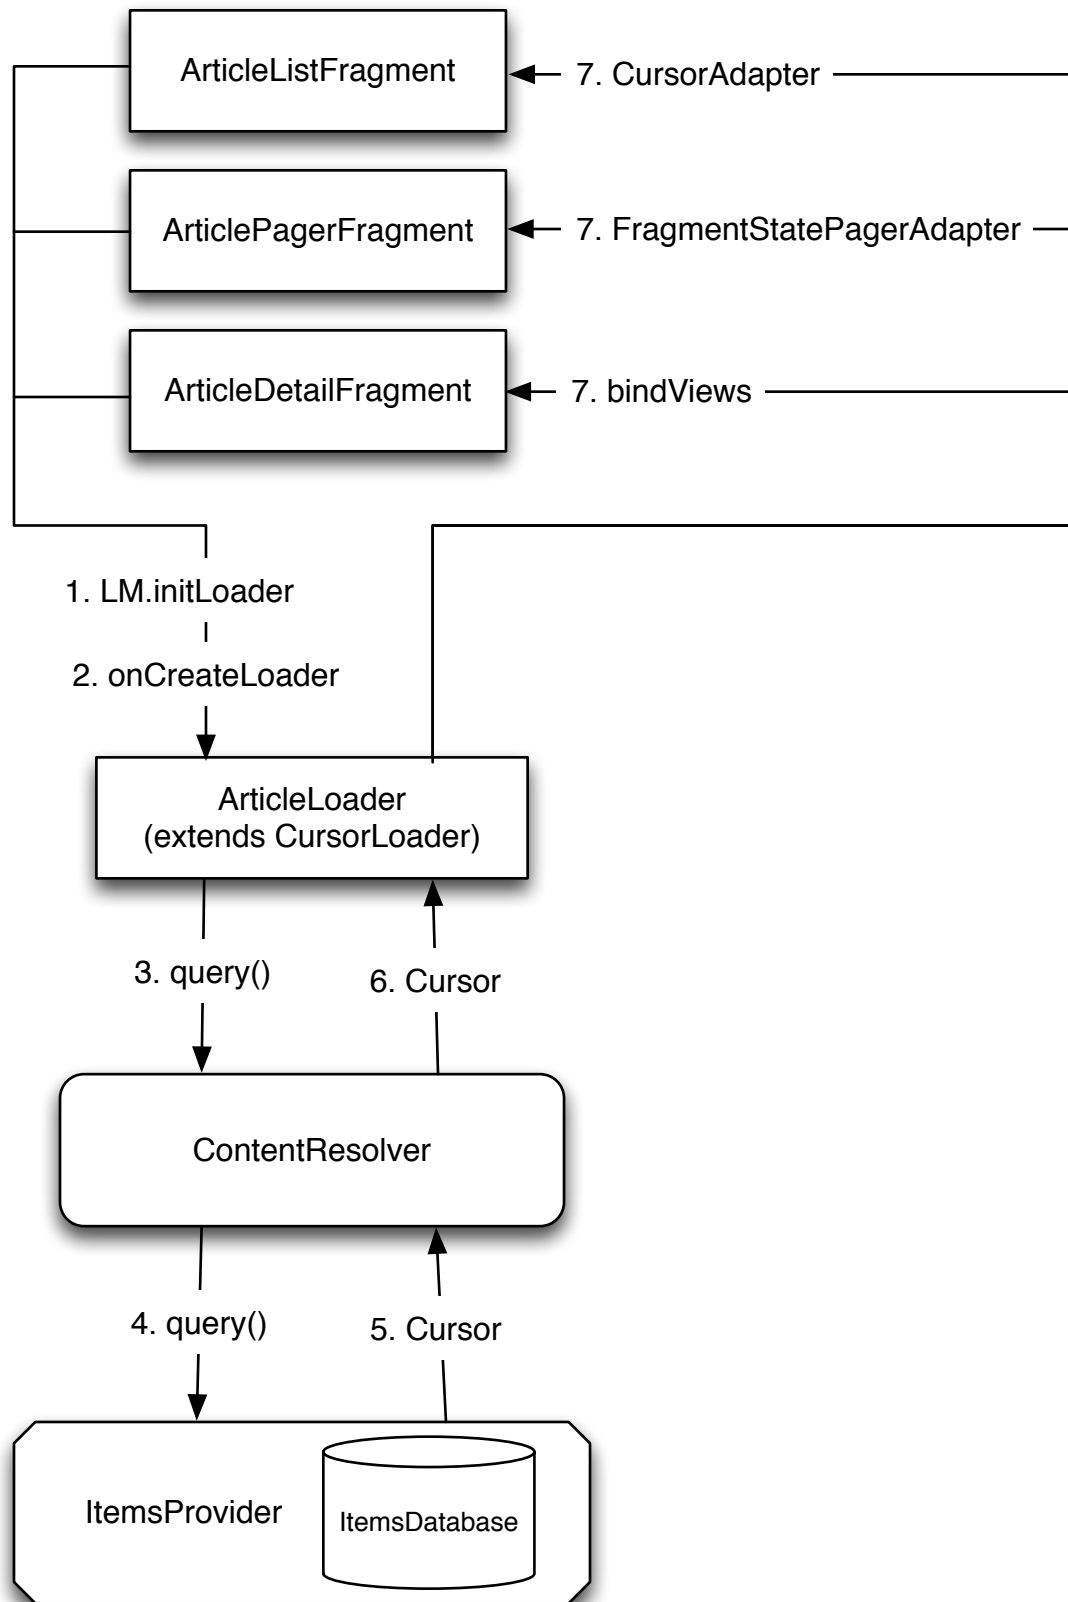 ArticleListFragment
7. CursorAdapter
ArticlePagerFragment
7. FragmentStatePagerAdapter
ArticleDetailFragment
7. bindViews
1. LM.initLoader
2. onCreateLoader
ArticleLoader
(extends CursorLoader)
3. query()
6. Cursor
ContentResolver
4. query()
5. Cursor
ItemsProvider
ItemsDatabase